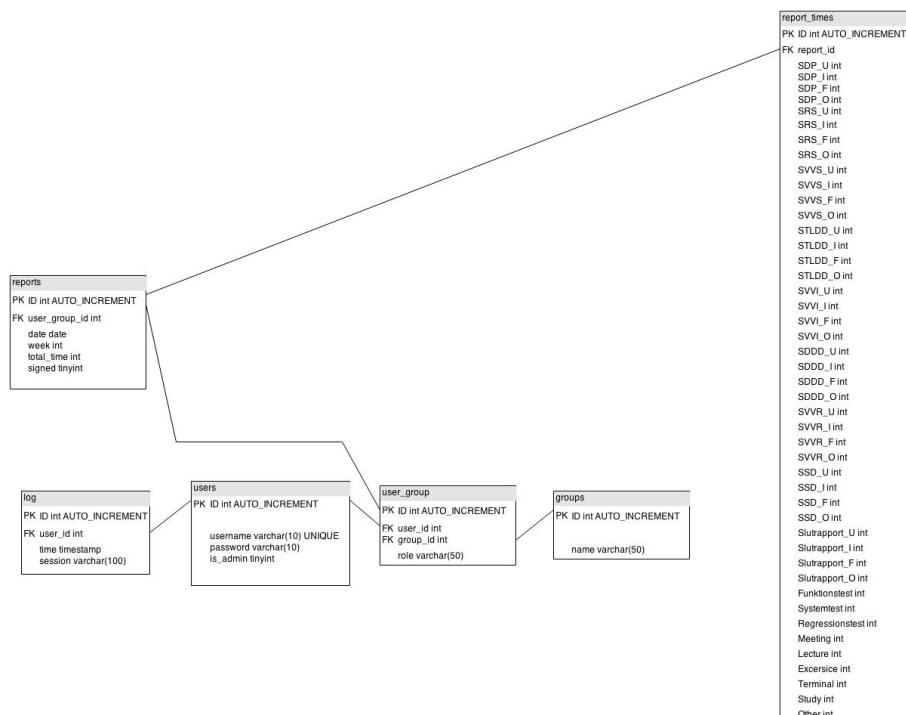 report_times
PK ID int AUTO_INCREMENT
FK report_id
SDP_U int
SDP_I int
SDP_F int
SDP_O int
SRS_U int
SRS_I int
SRS_F int
SRS_O int
SVVS_U int
SVVS_I int
SVVS_F int
SVVS_O int
STLDD_U int
STLDD_I int
STLDD_F int
STLDD_O int
SVVI_U int
SVVI_I int
SVVI_F int
SVVI_O int
SDDD_U int
SDDD_I int
SDDD_F int
SDDD_O int
SVVR_U int
SVVR_I int
SVVR_F int
SVVR_O int
SSD_U int
SSD_I int
SSD_F int
SSD_O int
Slutrapport_U int
Slutrapport_I int
Slutrapport_F int
Slutrapport_O int
Funktionstest int
Systemtest int
Regressionstest int
Meeting int
Lecture int
Excersice int
Terminal int
Study int
Other int
reports
PK ID int AUTO_INCREMENT
FK user_group_id int
date date
week int
total_time int
signed tinyint
log
PK ID int AUTO_INCREMENT
FK user_id int
time timestamp
session varchar(100)
users
PK ID int AUTO_INCREMENT
username varchar(10) UNIQUE
password varchar(10)
is_admin tinyint
user_group
PK ID int AUTO_INCREMENT
FK user_id int
FK group_id int
role varchar(50)
groups
PK ID int AUTO_INCREMENT
name varchar(50)